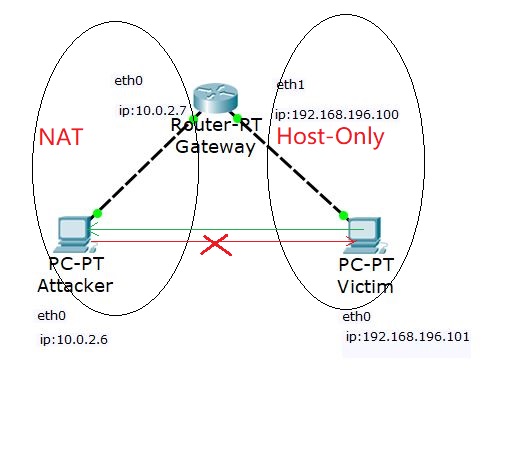 eth0
eth1
ip:10.0.2.7
ip:192.168.196.100
NAT
Router-PT
Host-Only
Gateway
PC-PT
Attacker
PC-PT
Victim
eth0
eth0
ip:10.0.2.6
ip:192.168.196.101